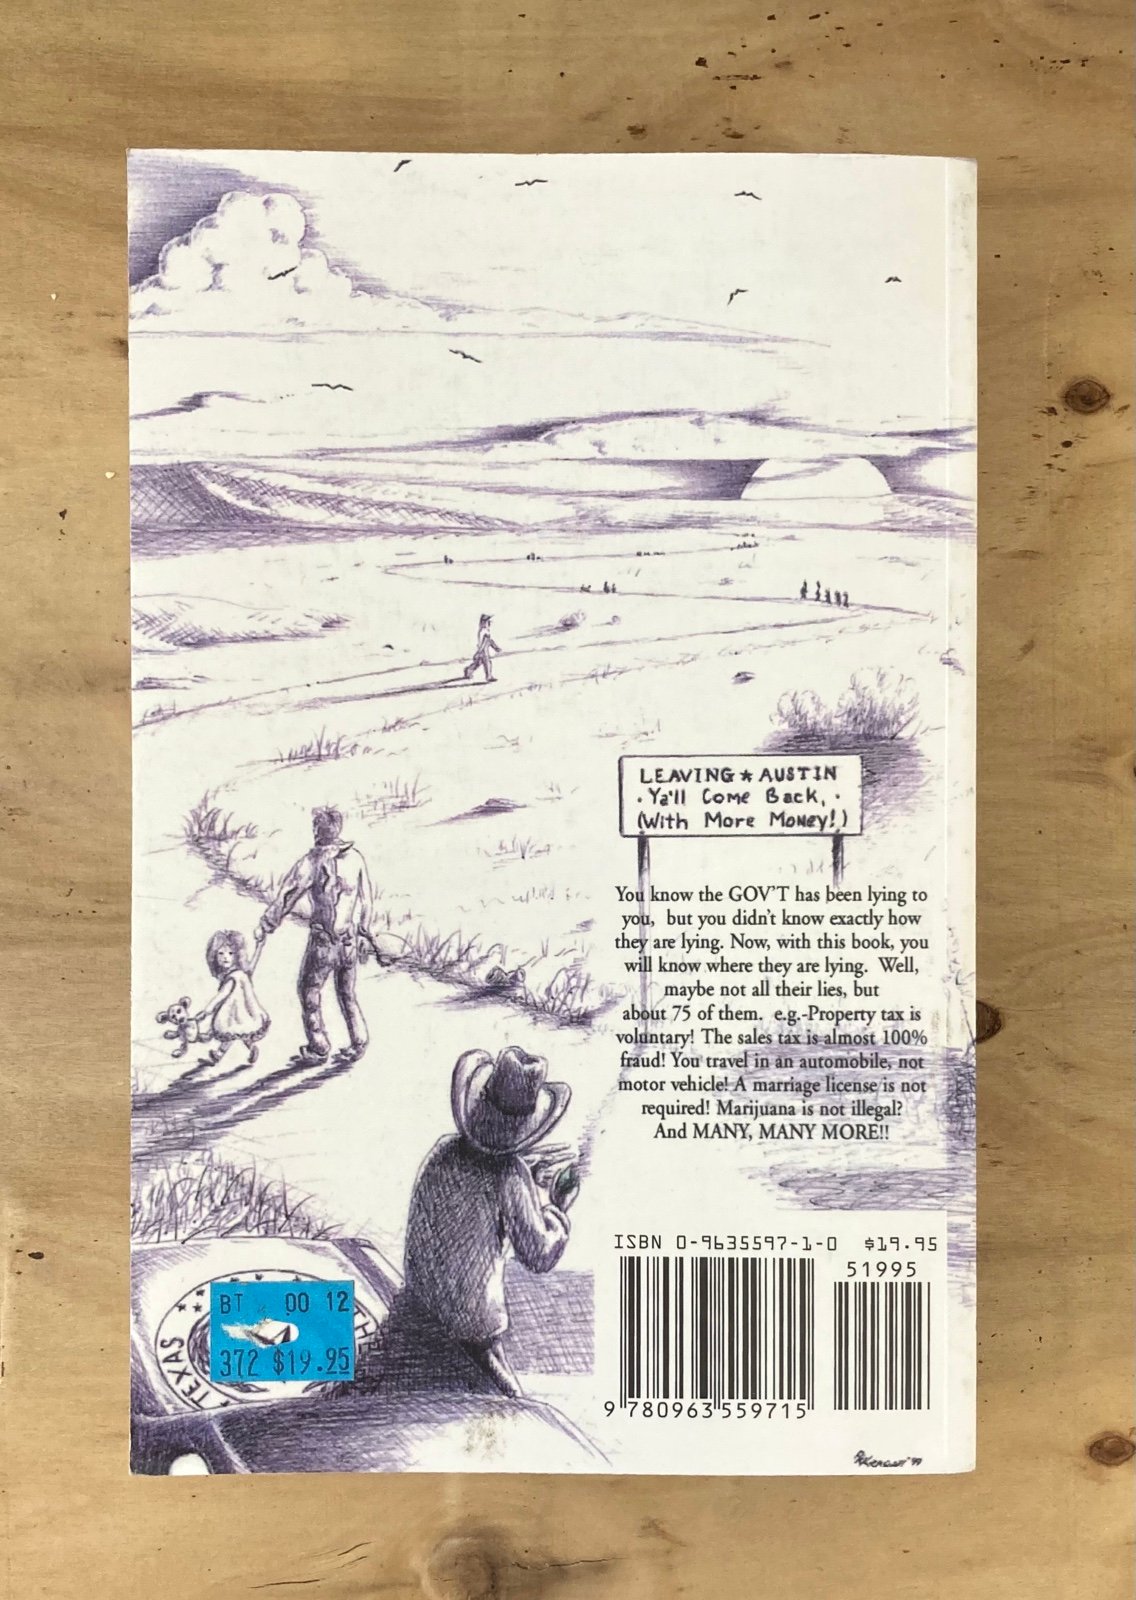 LEAVING ★ AUSTIN
· Ya'll Come Back, ·
(With More Money!)
You know the GOV'T has been lying to
you, but you didn't know exactly how
they are lying. Now, with this book, you
will know where they are lying. Well,
maybe not all their lies, but
about 75 of them. e.g.-Property tax is
voluntary! The sales tax is almost 100%
fraud! You travel in an automobile, not
motor vehicle! A marriage license is not
required! Marijuana is not illegal?
And MANY, MANY MORE!!
ISBN 0-9635597-1-0 $19.95
51995
9 780963 559715
BT 00 12
372 $19.95
TEXAS